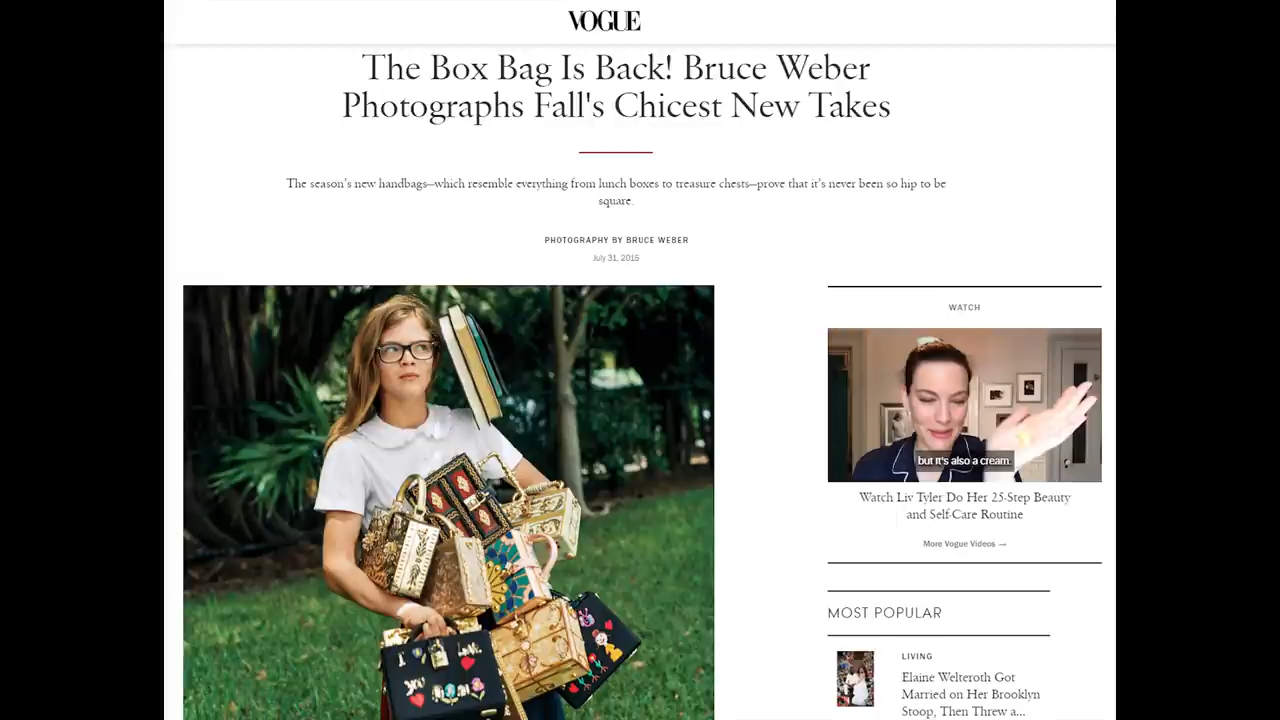 VOGUE
The Box Bag Is Back! Bruce Weber
Photographs Fall's Chicest New Takes
The season's new handbags—which resemble everything from lunch boxes to treasure chests—prove that it's never been so hip to be
square.
PHOTOGRAPHY BY BRUCE WEBER
July 31, 2015
WATCH
but it's also a cream.
Watch Liv Tyler Do Her 25-Step Beauty
and Self-Care Routine
More Vogue Videos →
MOST POPULAR
LIVING
Elaine Welteroth Got
Married on Her Brooklyn
Stoop, Then Threw a...
I
Love
you